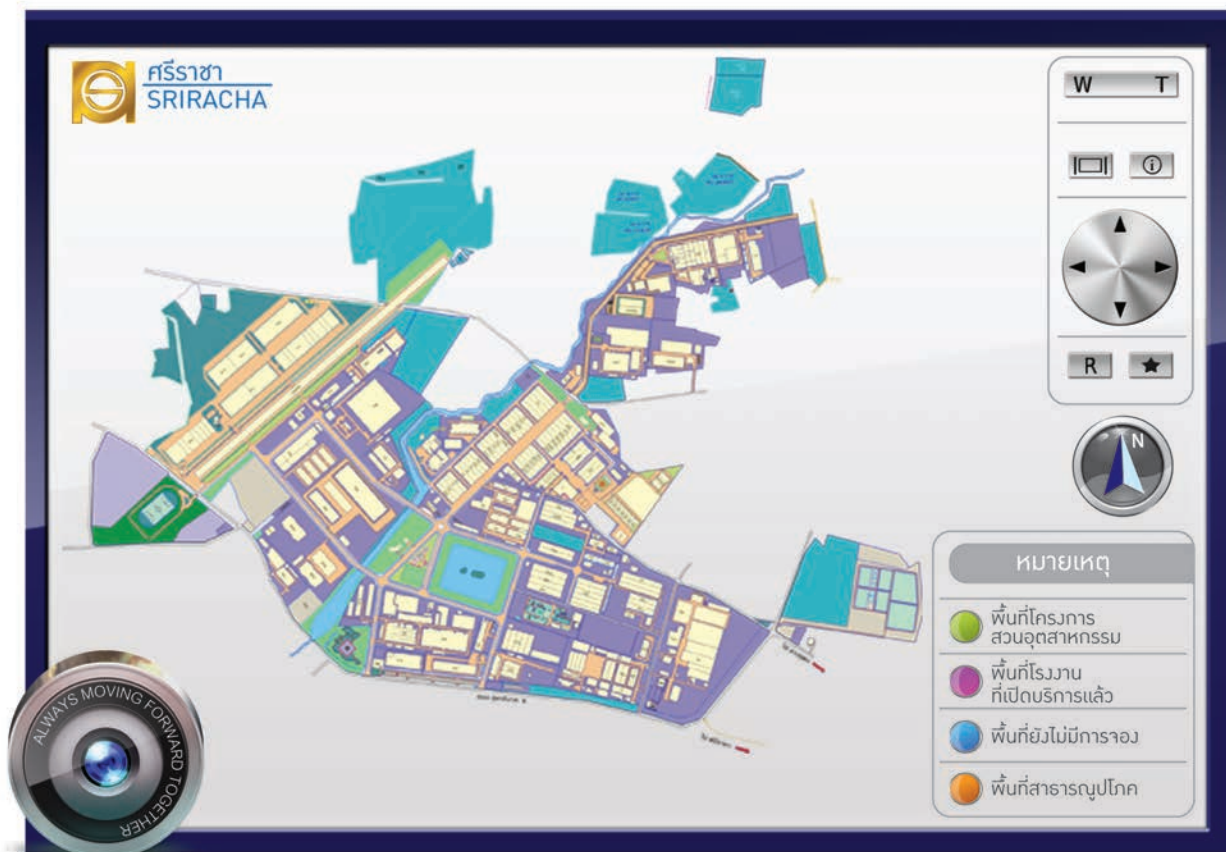 ศรีราชา
SRIRACHA
W T
R
N
หมายเหตุ
พื้นที่โครงการ
สวนอุตสาหกรรม
พื้นที่โรงงาน
ที่เปิดบริการแล้ว
พื้นที่ยังไม่มีการจอง
พื้นที่สาธารณูปโภค
ALWAYS MOVING FORWARD TOGETHER